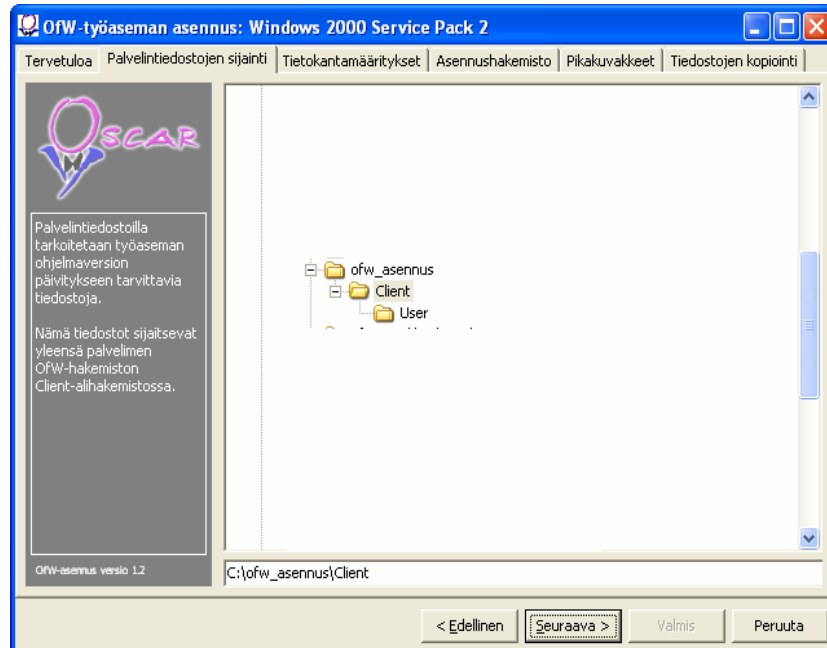 OfW-työaseman asennus: Windows 2000 Service Pack 2
Tervetuloa Palvelintiedostojen sijainti Tietokantamääritykset Asennushakemisto Pikakuvakkeet Tiedostojen kopiointi
OSCAR
Palvelintiedostoilla
tarkoitetaan työaseman
ohjelmaversion
päivitykseen tarvittavia
tiedostoja.
Nämä tiedostot sijaitsevat
yleensä palvelimen
OfW-hakemiston
Client-alihakemistossa.
ofw_asennus
Client
User
OfW-asennus versio 1.2
C:\ofw_asennus\Client
< Edellinen Seuraava > Valmis Peruuta